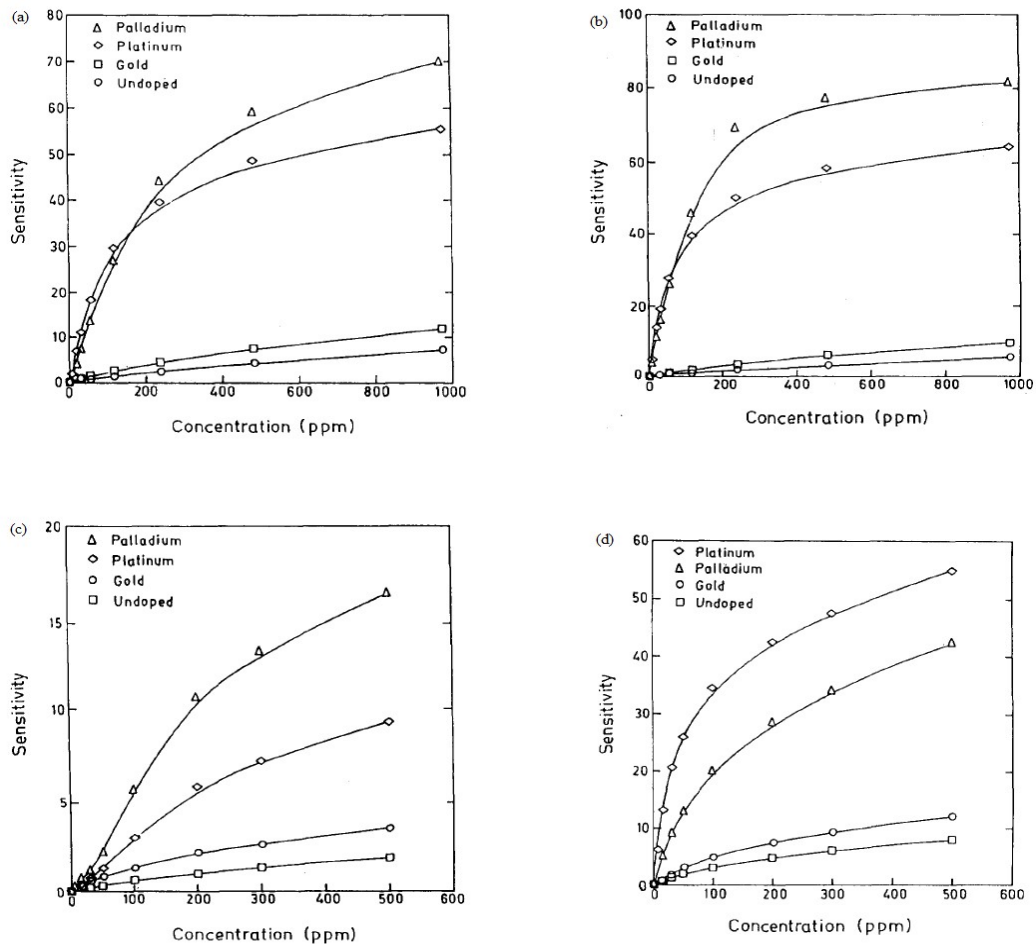 (a)
80
70
60
50
40
30
20
10
0
Sensitivity
Palladium
Platinum
Gold
Undoped
0 200 400 600 800 1000
Concentration (ppm)
(b)
100
80
60
40
20
0
Sensitivity
Palladium
Platinum
Gold
Undoped
0 200 400 600 800 1000
Concentration (ppm)
(c)
20
15
10
5
0
Sensitivity
Palladium
Platinum
Gold
Undoped
0 100 200 300 400 500 600
Concentration (ppm)
(d)
60
50
40
30
20
10
0
Sensitivity
Platinum
Palladium
Gold
Undoped
0 100 200 300 400 500 600
Concentration (ppm)